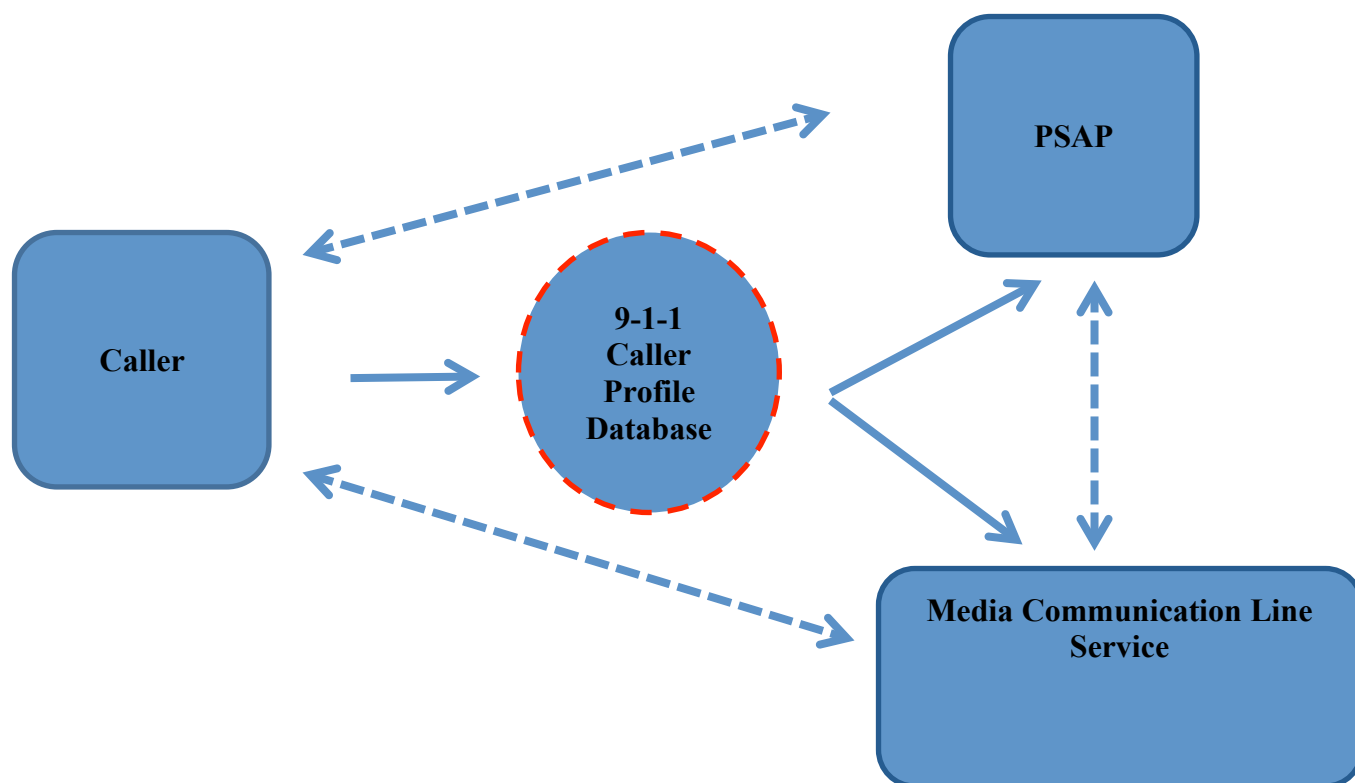 PSAP
Caller
9-1-1
Caller
Profile
Database
Media Communication Line
Service